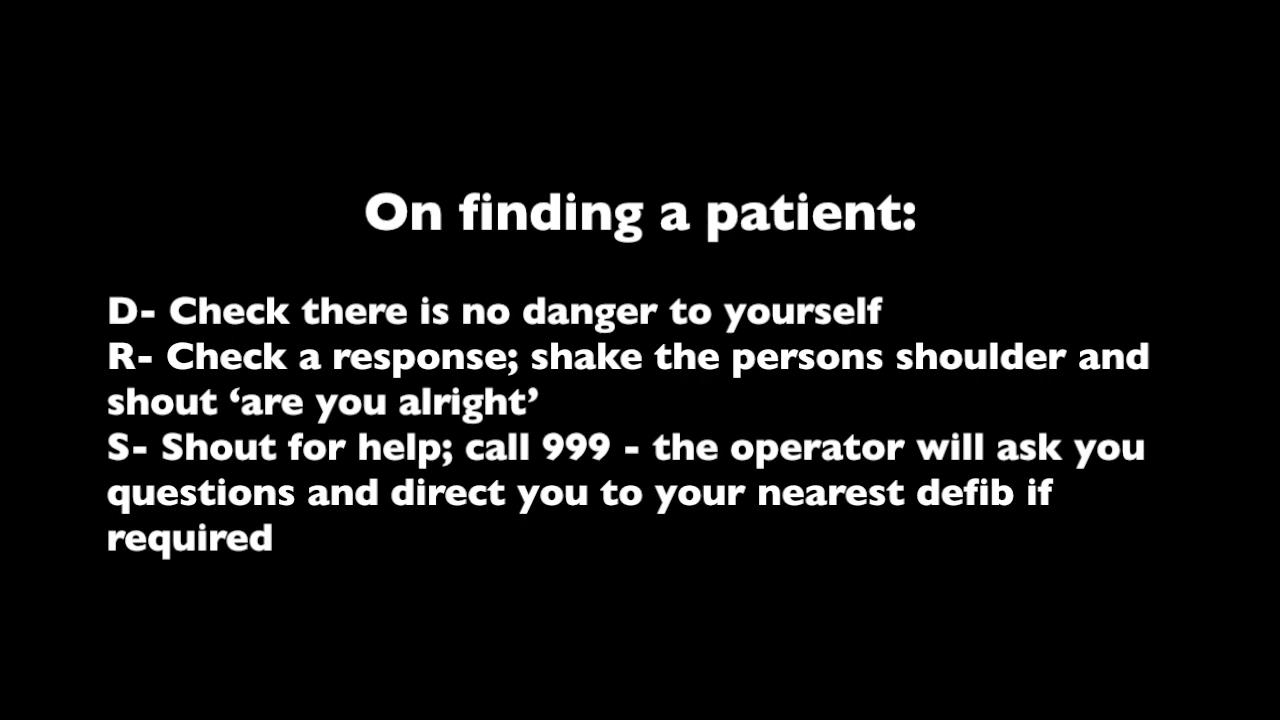 On finding a patient:
D- Check there is no danger to yourself
R- Check a response; shake the persons shoulder and
shout ‘are you alright’
S- Shout for help; call 999 - the operator will ask you
questions and direct you to your nearest defib if
required